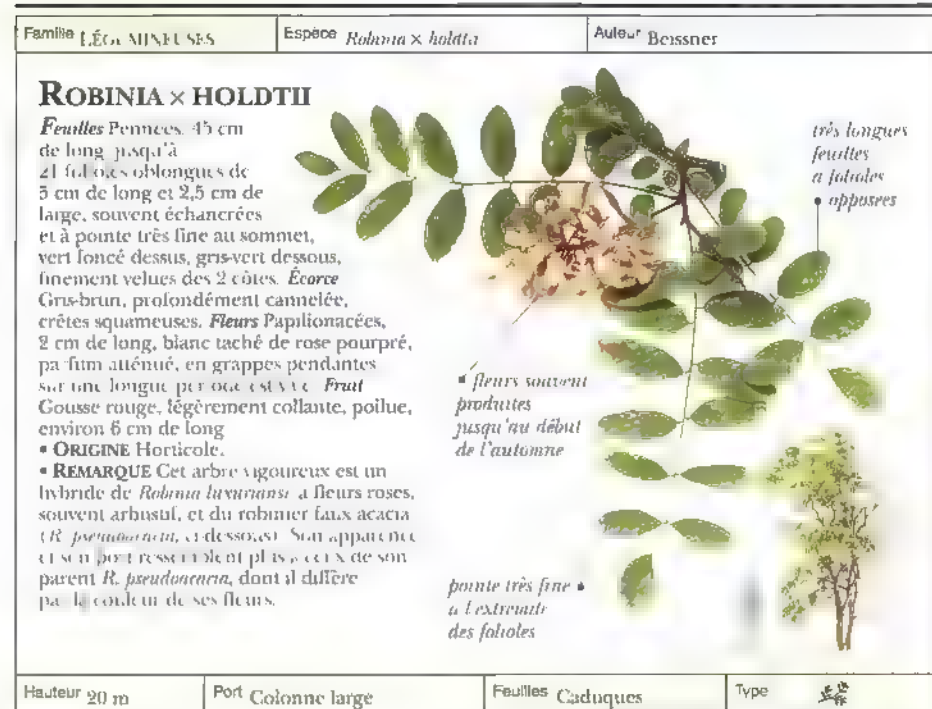 Famille LÉGUMINEUSES
Espèce Robinia × holdtii
Auteur Beissner
ROBINIA × HOLDTII
Feuilles Pennées, 45 cm
de long, jusqu'à
21 folioles oblongues de
5 cm de long et 2,5 cm de
large, souvent échancrées
et à pointe très fine au sommet,
vert foncé dessus, gris-vert dessous,
finement velues des 2 côtes. Écorce
Gris-brun, profondément cannelée,
crêtes squameuses. Fleurs Papilionacées,
2 cm de long, blanc taché de rose pourpré,
parfum atténué, en grappes pendantes
sur une longue période estivale. Fruit
Gousse rouge, légèrement collante, poilue,
environ 6 cm de long
• ORIGINE Horticole.
• REMARQUE Cet arbre vigoureux est un
hybride de Robinia luxurians, a fleurs roses,
souvent arbustif, et du robinier faux acacia
(R. pseudoacacia, ci-dessous). Son apparence
et son port ressemblent plus à ceux de son
parent R. pseudoacacia, dont il diffère
par la couleur de ses fleurs.
très longues
feuilles
a folioles
• opposées
• fleurs souvent
produites
jusqu'au début
de l'automne
pointe très fine •
a l'extremite
des folioles
Hauteur 20 m
Port Colonne large
Feuilles Caduques
Type